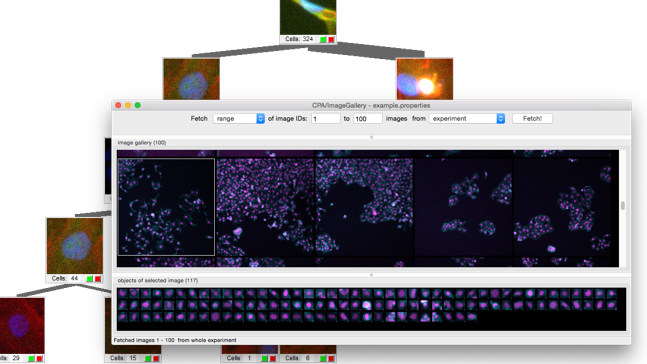 Cells: 324
CPA/ImageGallery - example.properties
Fetch range of image IDs: 1 to 100 images from experiment Fetch!
image gallery (100)
Cells: 44
objects of selected image (117)
Fetched images 1 - 100 from whole experiment
Cells: 29
Cells: 15
Cells: 1
Cells: 6